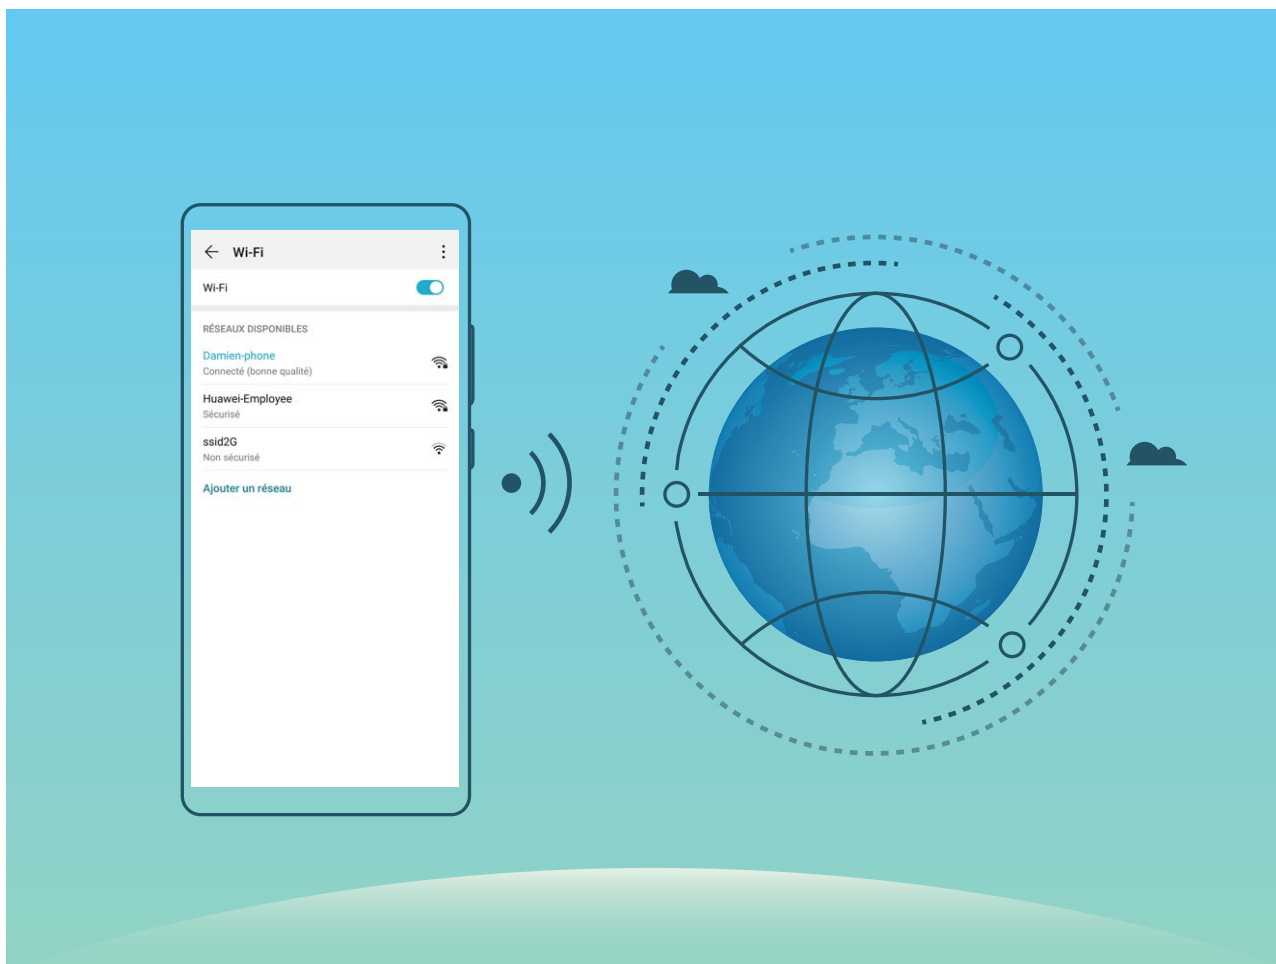 Wi-Fi
Wi-Fi
RÉSEAUX DISPONIBLES
Damien-phone
Connecté (bonne qualité)
Huawei-Employee
Sécurisé
ssid2G
Non sécurisé
Ajouter un réseau